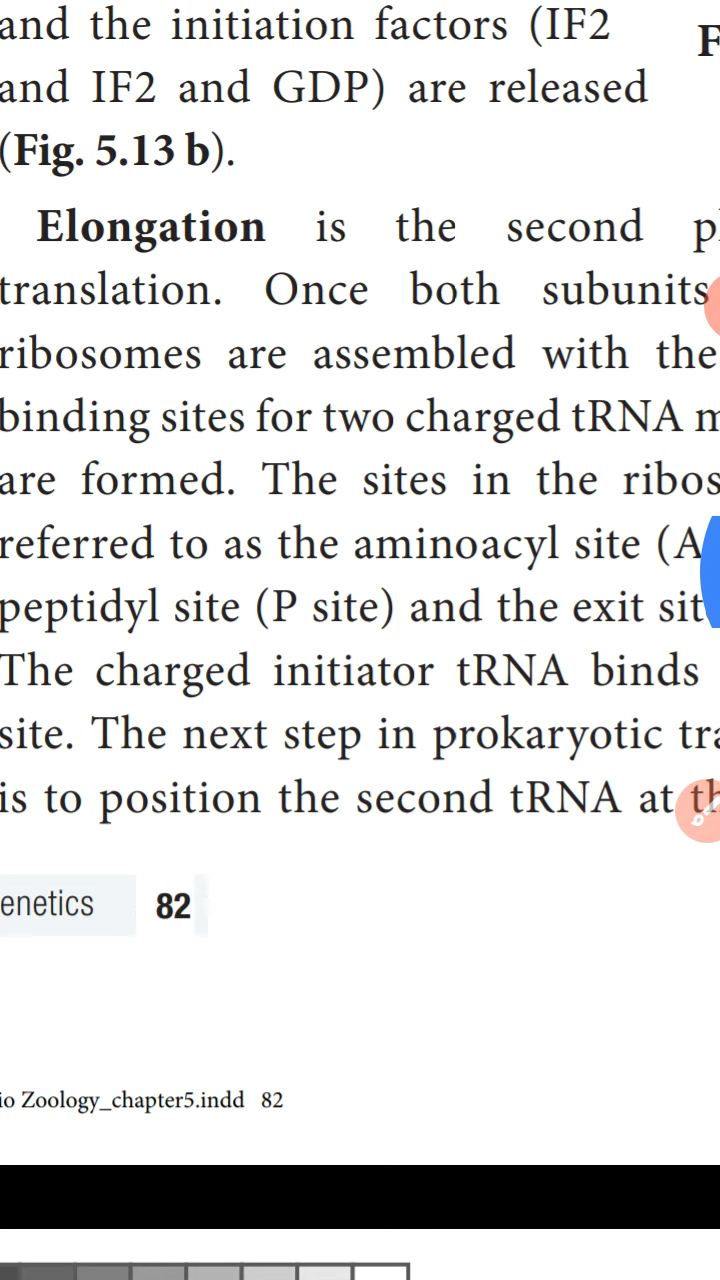 and the initiation factors (IF2
F
and IF2 and GDP) are released
(Fig. 5.13 b).
Elongation is the second
translation. Once both subunits
ribosomes are assembled with the
binding sites for two charged tRNA
are formed. The sites in the
referred to as the aminoacyl site (A
peptidyl site (P site) and the exit
The charged initiator tRNA binds
site. The next step in prokaryotic
is to position the second tRNA at
enetics 82
io Zoology_chapter5.indd 82